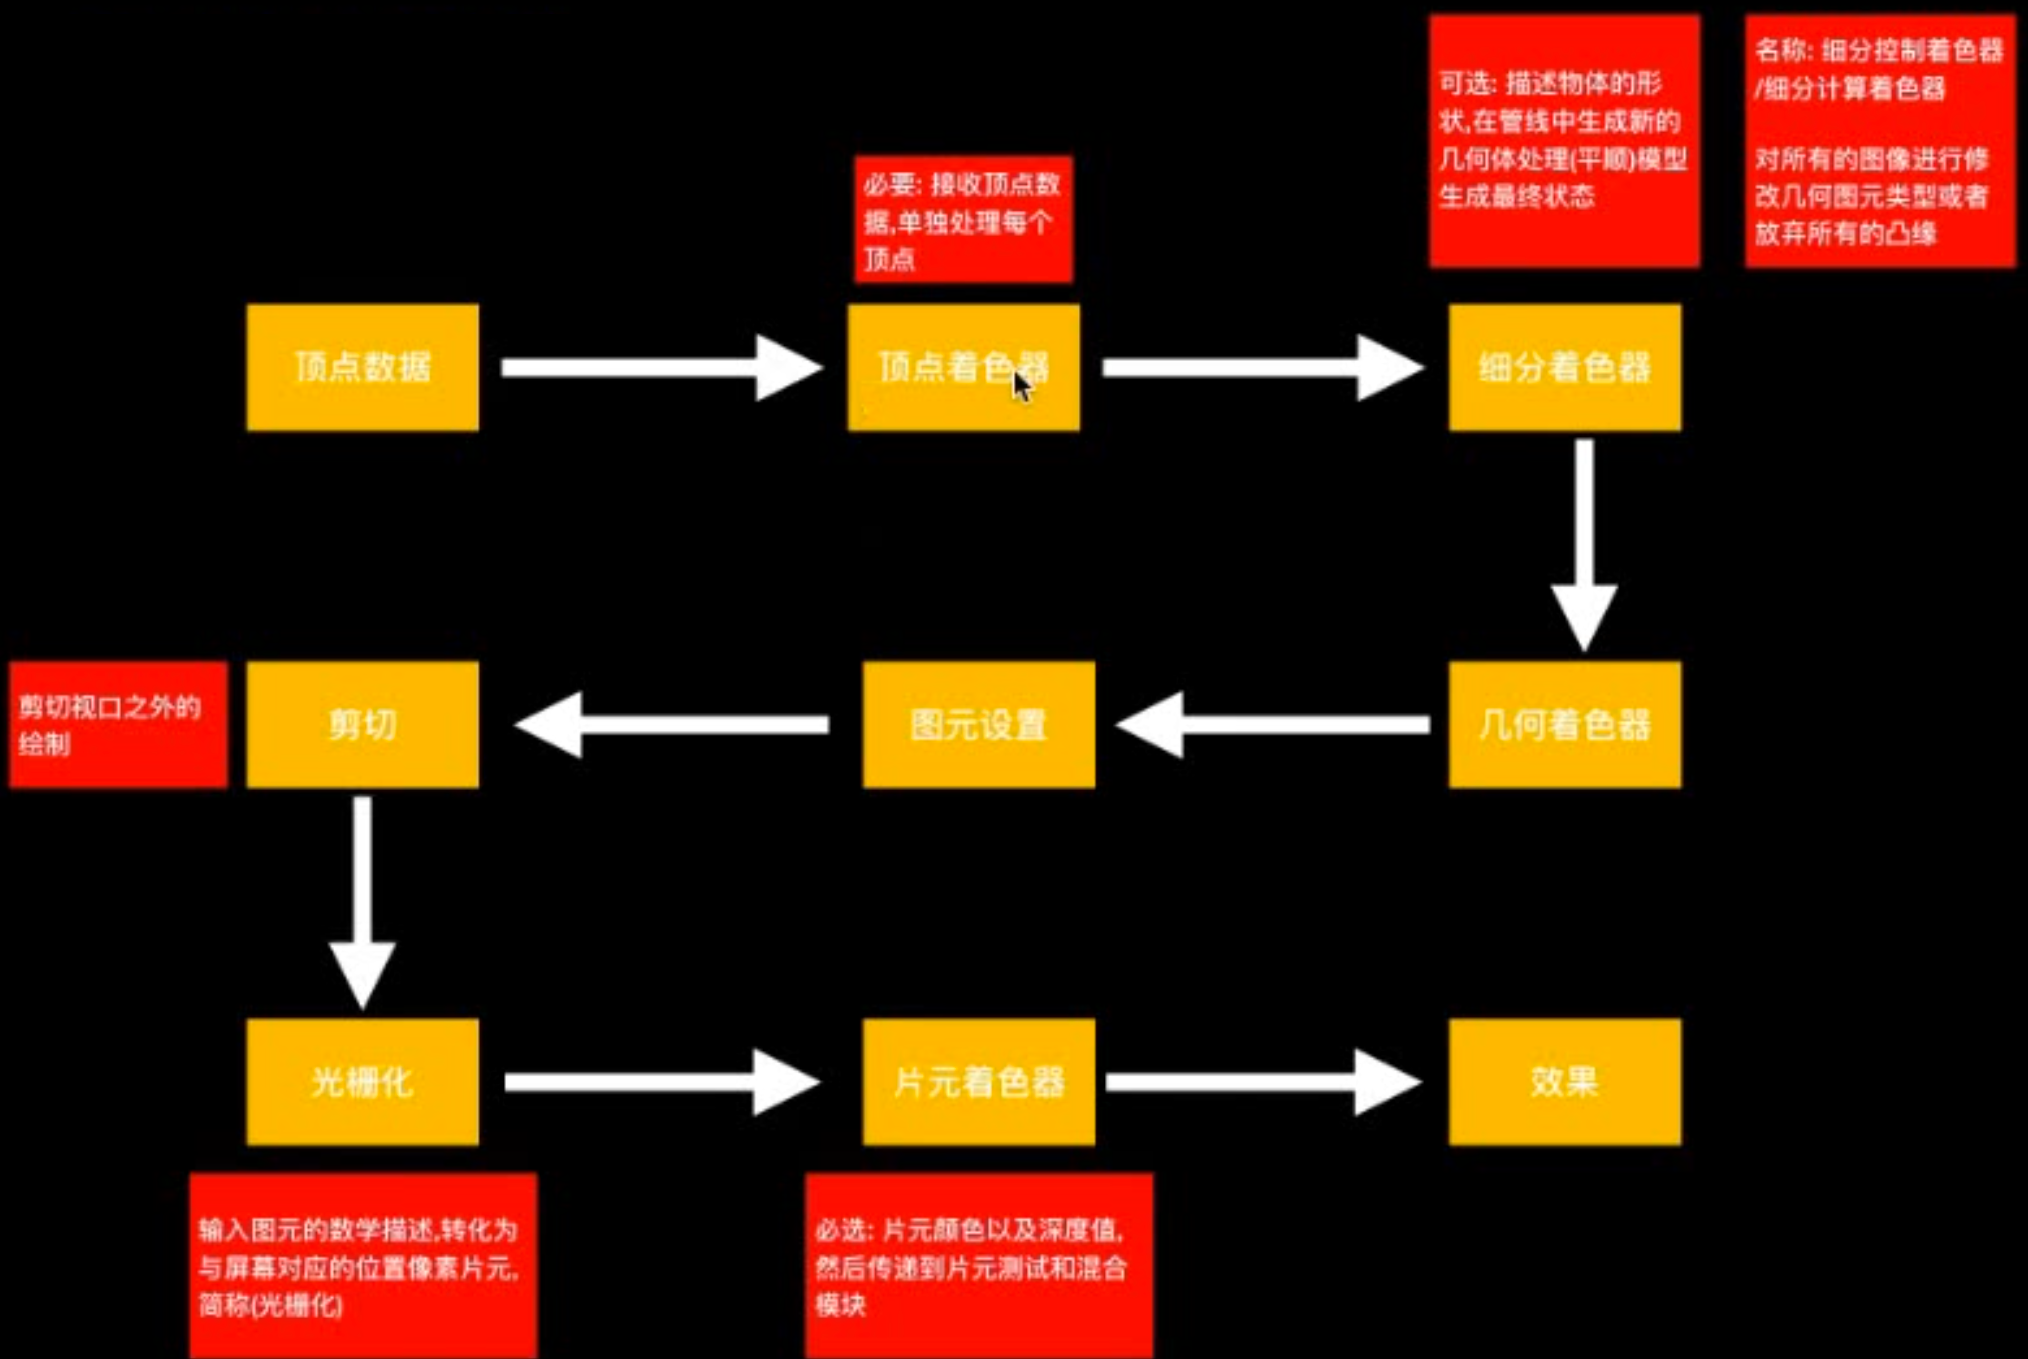 可选: 描述物体的形
状,在管线中生成新的
几何体处理(平顺)模型
生成最终状态
名称: 细分控制着色器
/细分计算着色器
对所有的图像进行修
改几何图元类型或者
放弃所有的凸缘
必要: 接收顶点数
据,单独处理每个
顶点
顶点数据
顶点着色器
细分着色器
剪切视口之外的
绘制
剪切
图元设置
几何着色器
光栅化
片元着色器
效果
输入图元的数学描述,转化为
与屏幕对应的位置像素片元,
简称(光栅化)
必选: 片元颜色以及深度值,
然后传递到片元测试和混合
模块